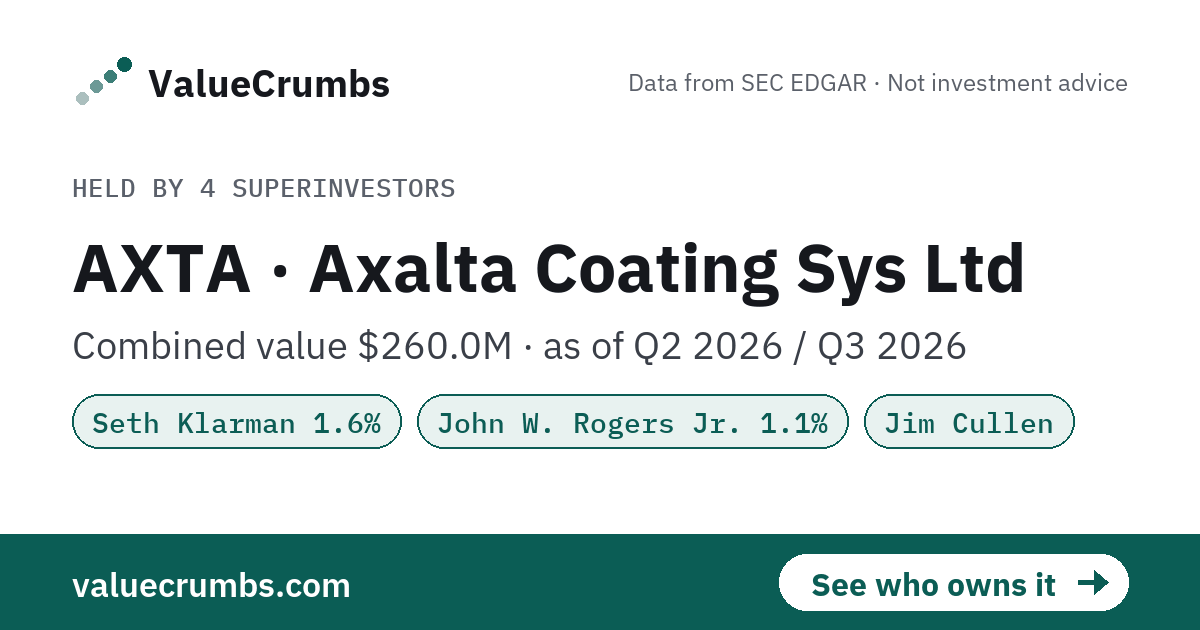 ValueCrumbs
Data from SEC EDGAR · Not investment advice
HELD BY 4 SUPERINVESTORS
AXTA · Axalta Coating Sys Ltd
Combined value $260.0M · as of Q2 2026 / Q3 2026
Seth Klarman 1.6% John W. Rogers Jr. 1.1% Jim Cullen
valuecrumbs.com
See who owns it →